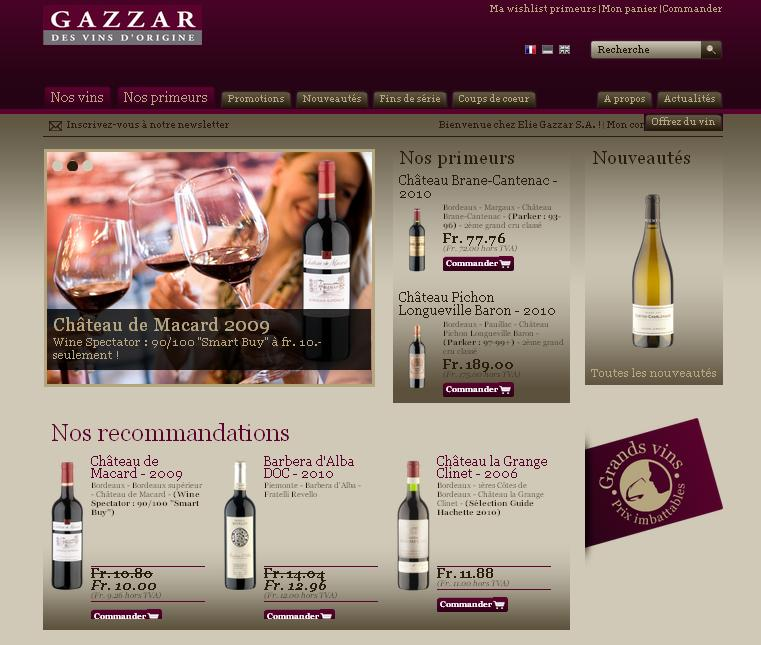 GAZZAR
DES VINS D'ORIGINE
Ma wishlist primeurs | Mon panier | Commander
Recherche
Nos vins
Nos primeurs
Promotions
Nouveautés
Fins de série
Coups de coeur
A propos
Actualités
Inscrivez-vous à notre newsletter
Bienvenue chez Elie Gazzar S.A. ! | Mon
Offrez du vin
Château de Macard 2009
Wine Spectator : 90/100 "Smart Buy" à fr. 10.-
seulement !
Nos primeurs
Château Brane-Cantenac -
2010
Bordeaux - Margaux - Château
Brane-Cantenac - (Parker : 93-
96) - 2ème grand cru classé
Fr. 77.76
(Fr. 72.00 hors TVA)
Commander
Château Pichon
Longueville Baron - 2010
Bordeaux - Pauillac - Château
Pichon Longueville Baron -
(Parker : 97-99+) - 2ème grand
cru classé
Fr. 189.00
(Fr. 175.00 hors TVA)
Commander
Nouveautés
Toutes les nouveautés
Nos recommandations
Château de
Macard - 2009
Bordeaux - Bordeaux supérieur
- Château de Macard - (Wine
Spectator : 90/100 "Smart
Buy")
Fr. 10.80
Fr. 10.00
(Fr. 9.26 hors TVA)
Commander
Barbera d'Alba
DOC - 2010
Piemonte - Barbera d'Alba -
Fratelli Revello
Fr. 14.04
Fr. 12.96
(Fr. 12.00 hors TVA)
Commander
Château la Grange
Clinet - 2006
Bordeaux - 1ères Côtes de
Bordeaux - Château la Grange
Clinet - (Sélection Guide
Hachette 2010)
Fr. 11.88
(Fr. 11.00 hors TVA)
Commander
Grands vins
Prix imbattables